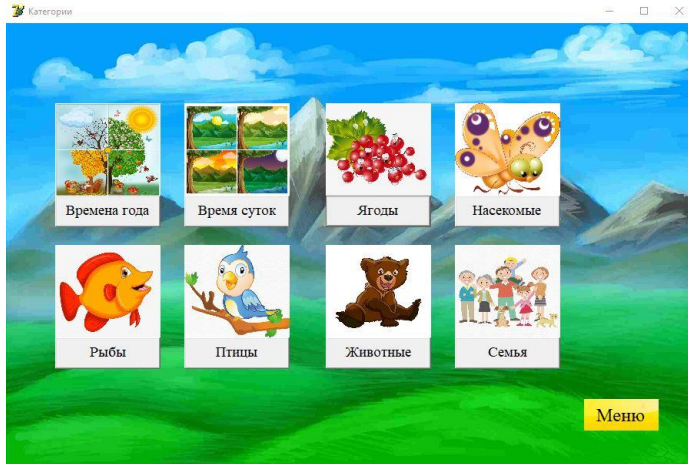 Категории
Времена года
Время суток
Ягоды
Насекомые
Рыбы
Птицы
Животные
Семья
Меню